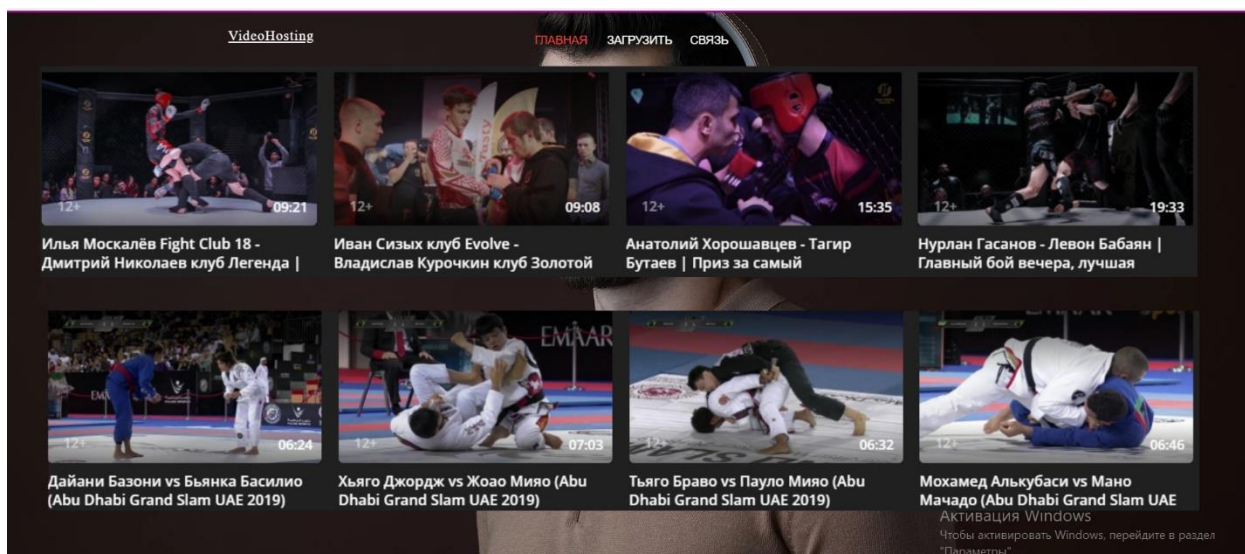 VideoHosting
ГЛАВНАЯ ЗАГРУЗИТЬ СВЯЗЬ
12+ 09:21
12+ 09:08
12+ 15:35
12+ 19:33
Илья Москалёв Fight Club 18 -
Дмитрий Николаев клуб Легенда |
Иван Сизых клуб Evolve -
Владислав Курочкин клуб Золотой
Анатолий Хорошавцев - Тагир
Бутаев | Приз за самый
Нурлан Гасанов - Левон Бабаян |
Главный бой вечера, лучшая
EMAAR
12+ 06:24
12+ 07:03
12+ 06:32
12+ 06:46
Дайани Базони vs Бьянка Басилио
(Abu Dhabi Grand Slam UAE 2019)
Хьяго Джордж vs Жоао Мияо (Abu
Dhabi Grand Slam UAE 2019)
Тьяго Браво vs Пауло Мияо (Abu
Dhabi Grand Slam UAE 2019)
Мохамед Алькубаси vs Мано
Мачадо (Abu Dhabi Grand Slam UAE
Активация Windows
Чтобы активировать Windows, перейдите в раздел
"Параметры"